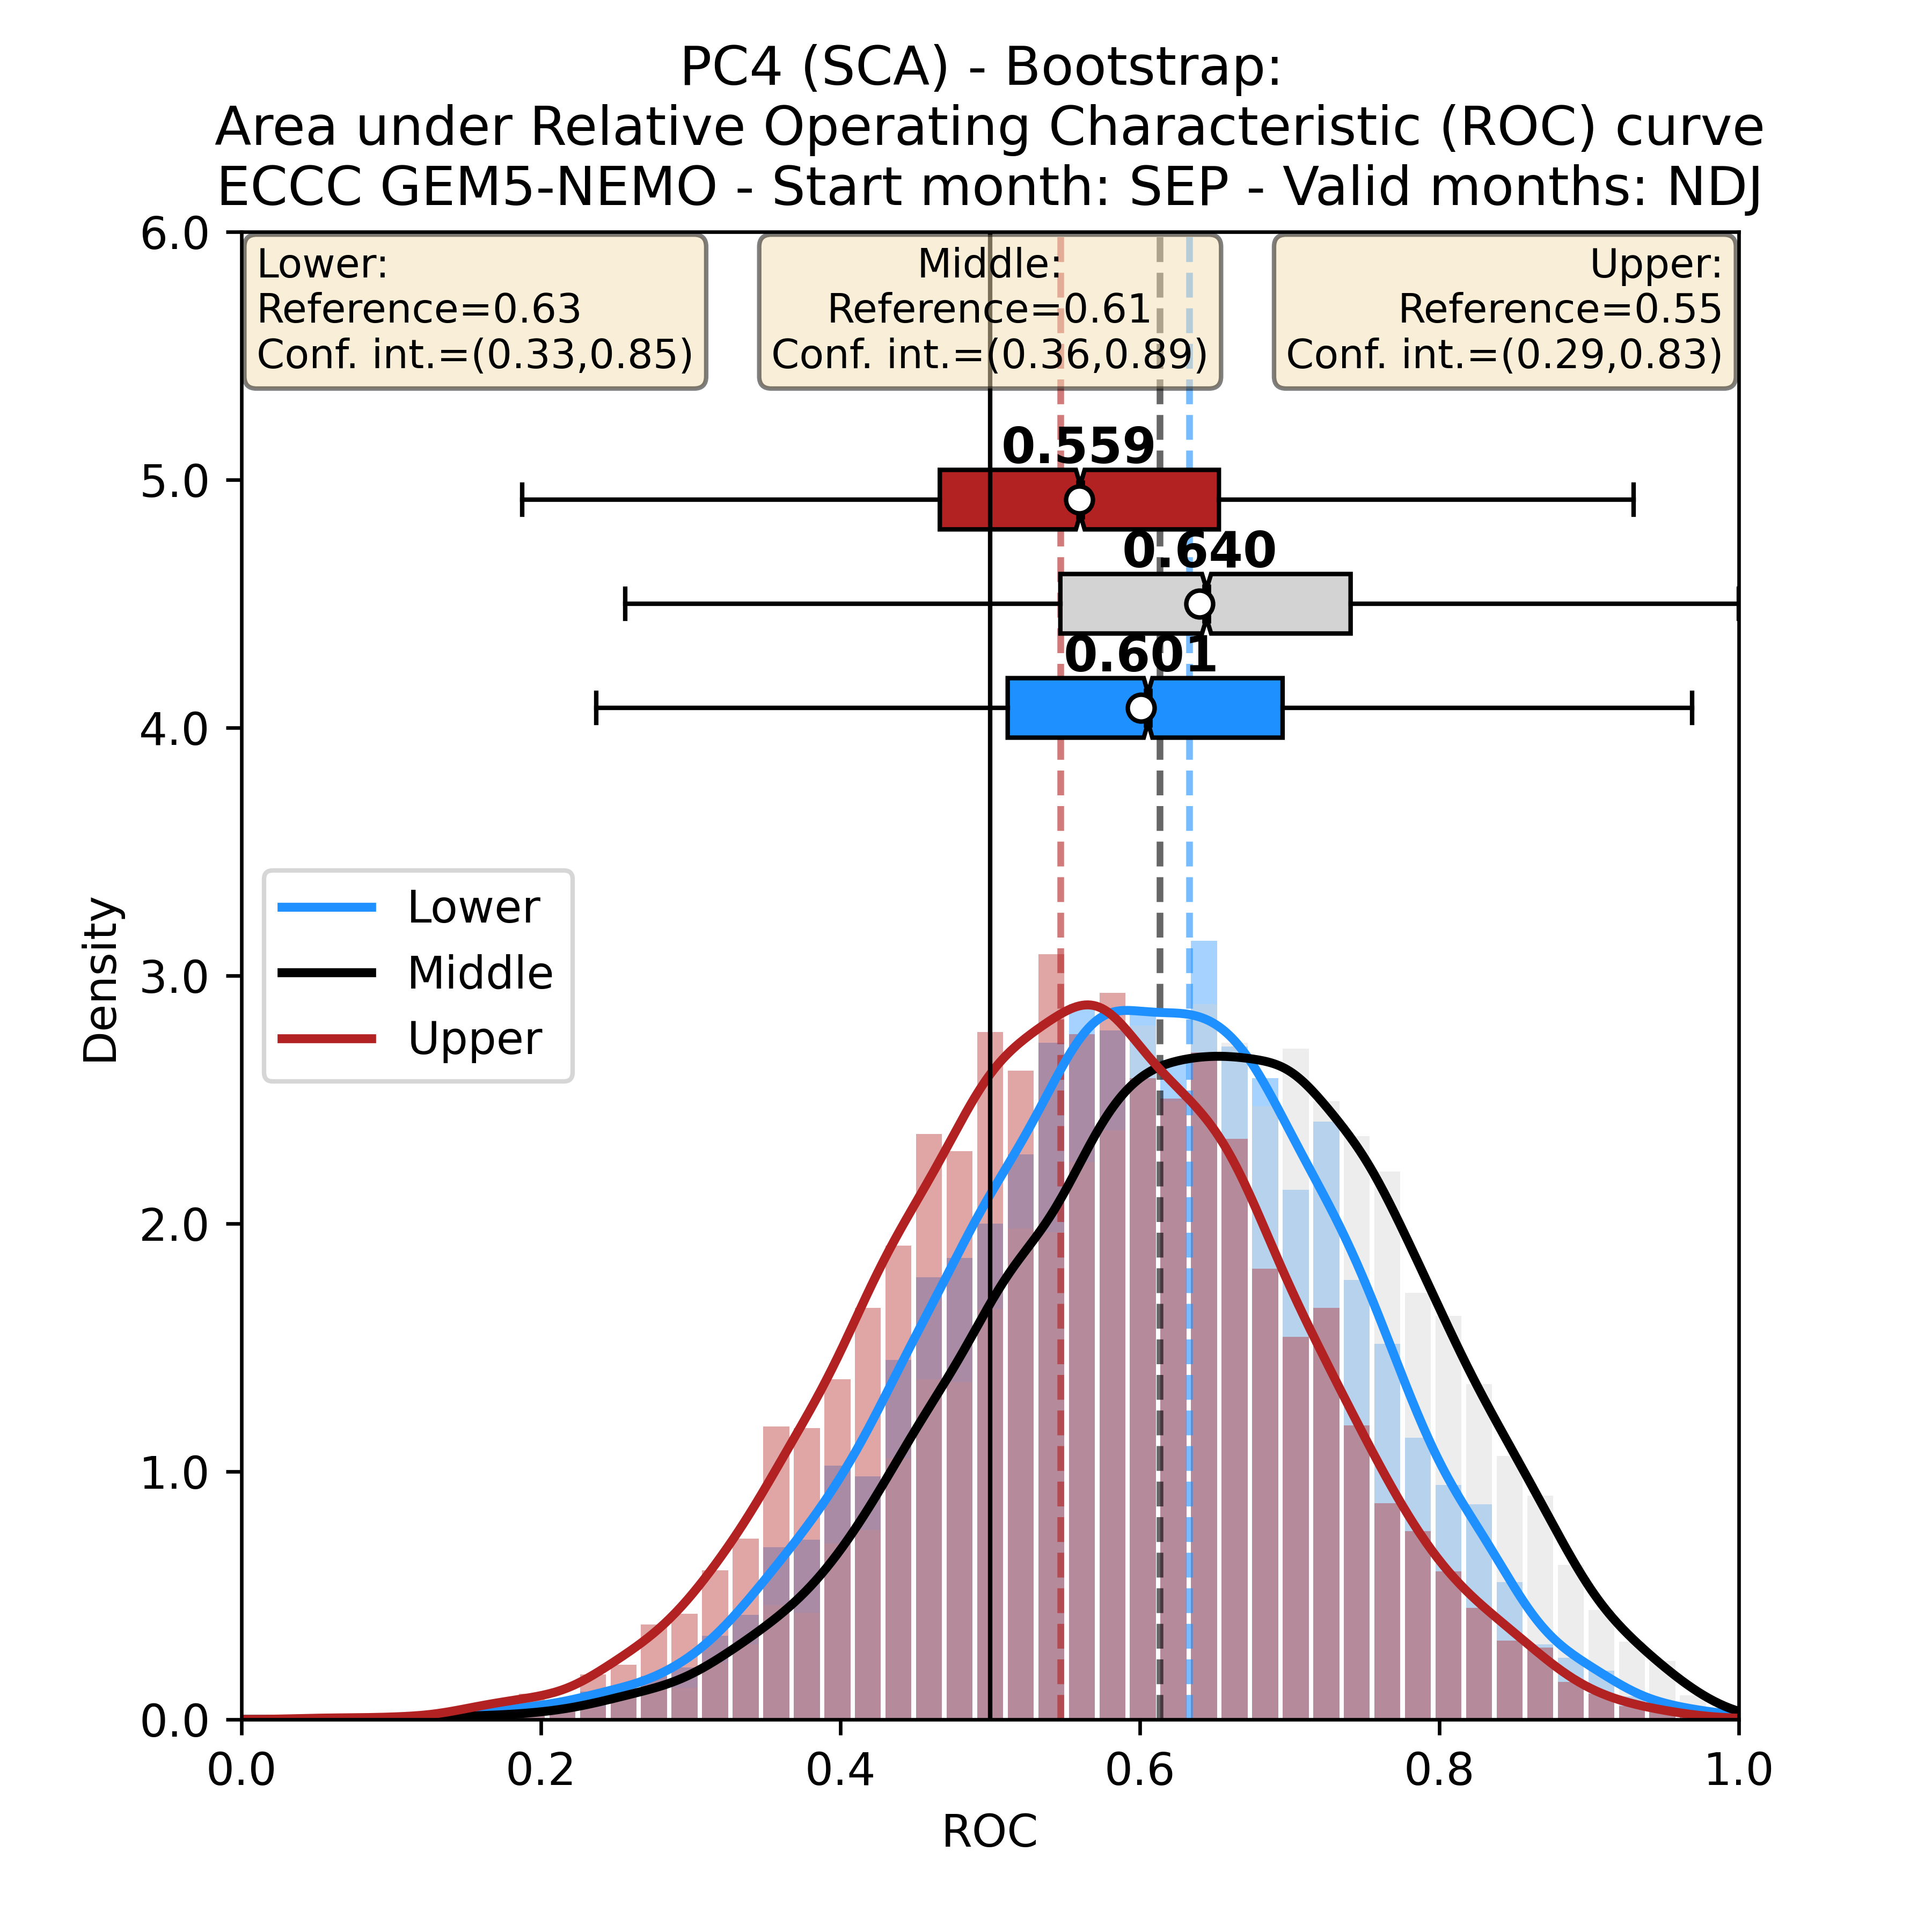 PC4 (SCA) - Bootstrap:
Area under Relative Operating Characteristic (ROC) curve
ECCC GEM5-NEMO - Start month: SEP - Valid months: NDJ
6.0
Lower:
Reference=0.63
Conf. int.=(0.33,0.85)
Middle:
Reference=0.61
Conf. int.=(0.36,0.89)
Upper:
Reference=0.55
Conf. int.=(0.29,0.83)
0.559
5.0
0.640
0.601
4.0
Lower
Middle
Upper
Density
3.0
2.0
1.0
0.0
0.0 0.2 0.4 0.6 0.8 1.0
ROC